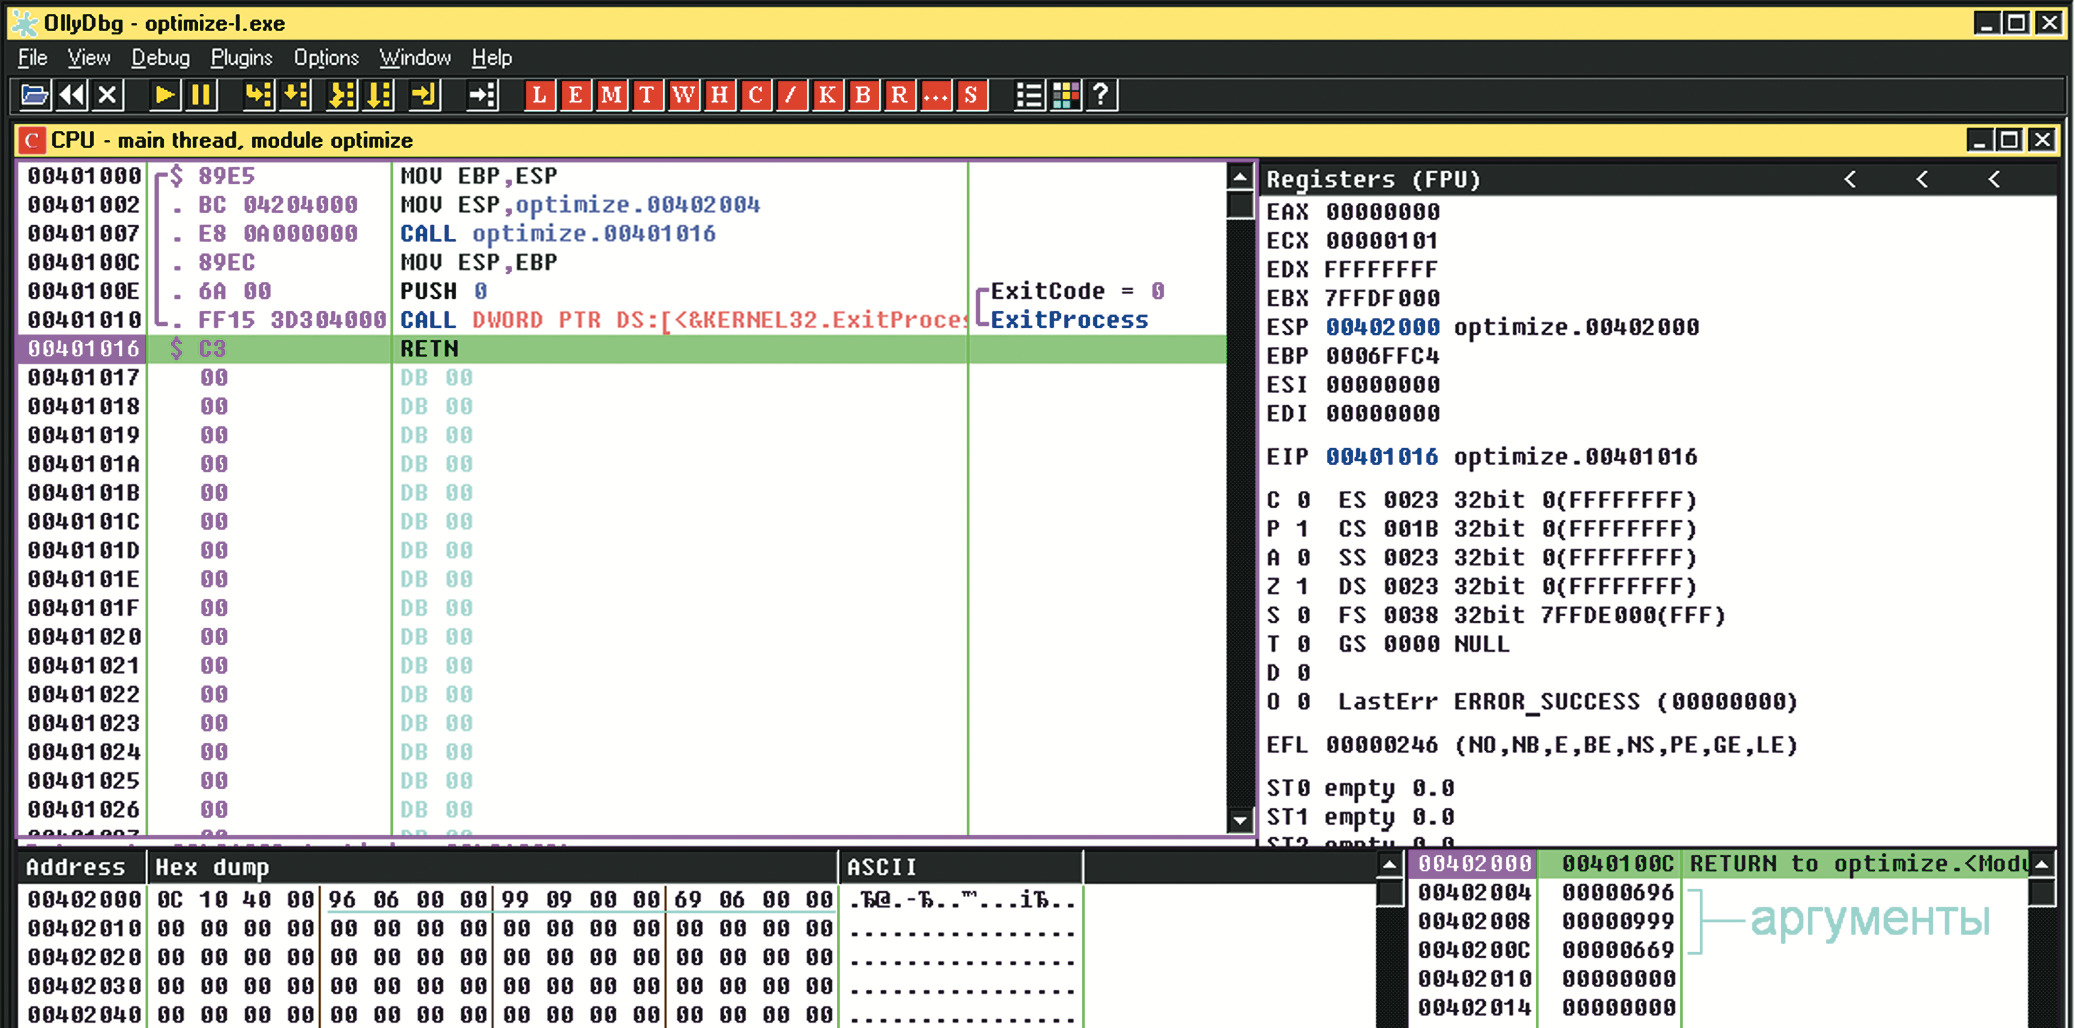 OllyDbg - optimize-I.exe
File View Debug Plugins Options Window Help
L E M T W H C / K B R ... S ?
C CPU - main thread, module optimize
00401000 $ 89E5 MOV EBP,ESP
00401002 . BC 04204000 MOV ESP,optimize.00402004
00401007 . E8 0A000000 CALL optimize.00401016
0040100C . 89EC MOV ESP,EBP
0040100E . 6A 00 PUSH 0 ExitCode = 0
00401010 . FF15 3D304000 CALL DWORD PTR DS:[<&KERNEL32.ExitProces ExitProcess
00401016 $ C3 RETN
00401017 00 DB 00
00401018 00 DB 00
00401019 00 DB 00
0040101A 00 DB 00
0040101B 00 DB 00
0040101C 00 DB 00
0040101D 00 DB 00
0040101E 00 DB 00
0040101F 00 DB 00
00401020 00 DB 00
00401021 00 DB 00
00401022 00 DB 00
00401023 00 DB 00
00401024 00 DB 00
00401025 00 DB 00
00401026 00 DB 00
00401027 00 DB 00
Registers (FPU) < < <
EAX 00000000
ECX 00000101
EDX FFFFFFFF
EBX 7FFDF000
ESP 00402000 optimize.00402000
EBP 0006FFC4
ESI 00000000
EDI 00000000
EIP 00401016 optimize.00401016
C 0 ES 0023 32bit 0(FFFFFFFF)
P 1 CS 001B 32bit 0(FFFFFFFF)
A 0 SS 0023 32bit 0(FFFFFFFF)
Z 1 DS 0023 32bit 0(FFFFFFFF)
S 0 FS 0038 32bit 7FFDE000(FFF)
T 0 GS 0000 NULL
D 0
O 0 LastErr ERROR_SUCCESS (00000000)
EFL 00000246 (NO,NB,E,BE,NS,PE,GE,LE)
ST0 empty 0.0
ST1 empty 0.0
ST2 empty 0.0
Address Hex dump ASCII
00402000 0C 10 40 00 96 06 00 00 99 09 00 00 69 06 00 00 .Ђ@.-Ђ..™...iЂ..
00402010 00 00 00 00 00 00 00 00 00 00 00 00 00 00 00 00 ................
00402020 00 00 00 00 00 00 00 00 00 00 00 00 00 00 00 00 ................
00402030 00 00 00 00 00 00 00 00 00 00 00 00 00 00 00 00 ................
00402040 00 00 00 00 00 00 00 00 00 00 00 00 00 00 00 00 ................
00402000 0040100C RETURN to optimize.<Modu
00402004 00000696
00402008 00000999 аргументы
0040200C 00000669
00402010 00000000
00402014 00000000